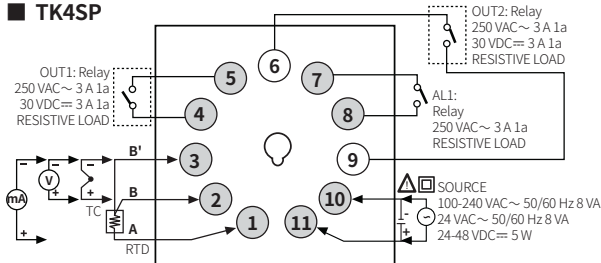 ■ TK4SP
OUT2: Relay
250 VAC～ 3 A 1a
30 VDC⎓ 3 A 1a
RESISTIVE LOAD
OUT1: Relay
250 VAC～ 3 A 1a
30 VDC⎓ 3 A 1a
RESISTIVE LOAD
5
6
7
4
8
AL1:
Relay
250 VAC～ 3 A 1a
RESISTIVE LOAD
B'
3
9
mA
V
TC
B
2
10
A
1
11
RTD
SOURCE
100-240 VAC～ 50/60 Hz 8 VA
24 VAC～ 50/60 Hz 8 VA
24-48 VDC⎓ 5 W